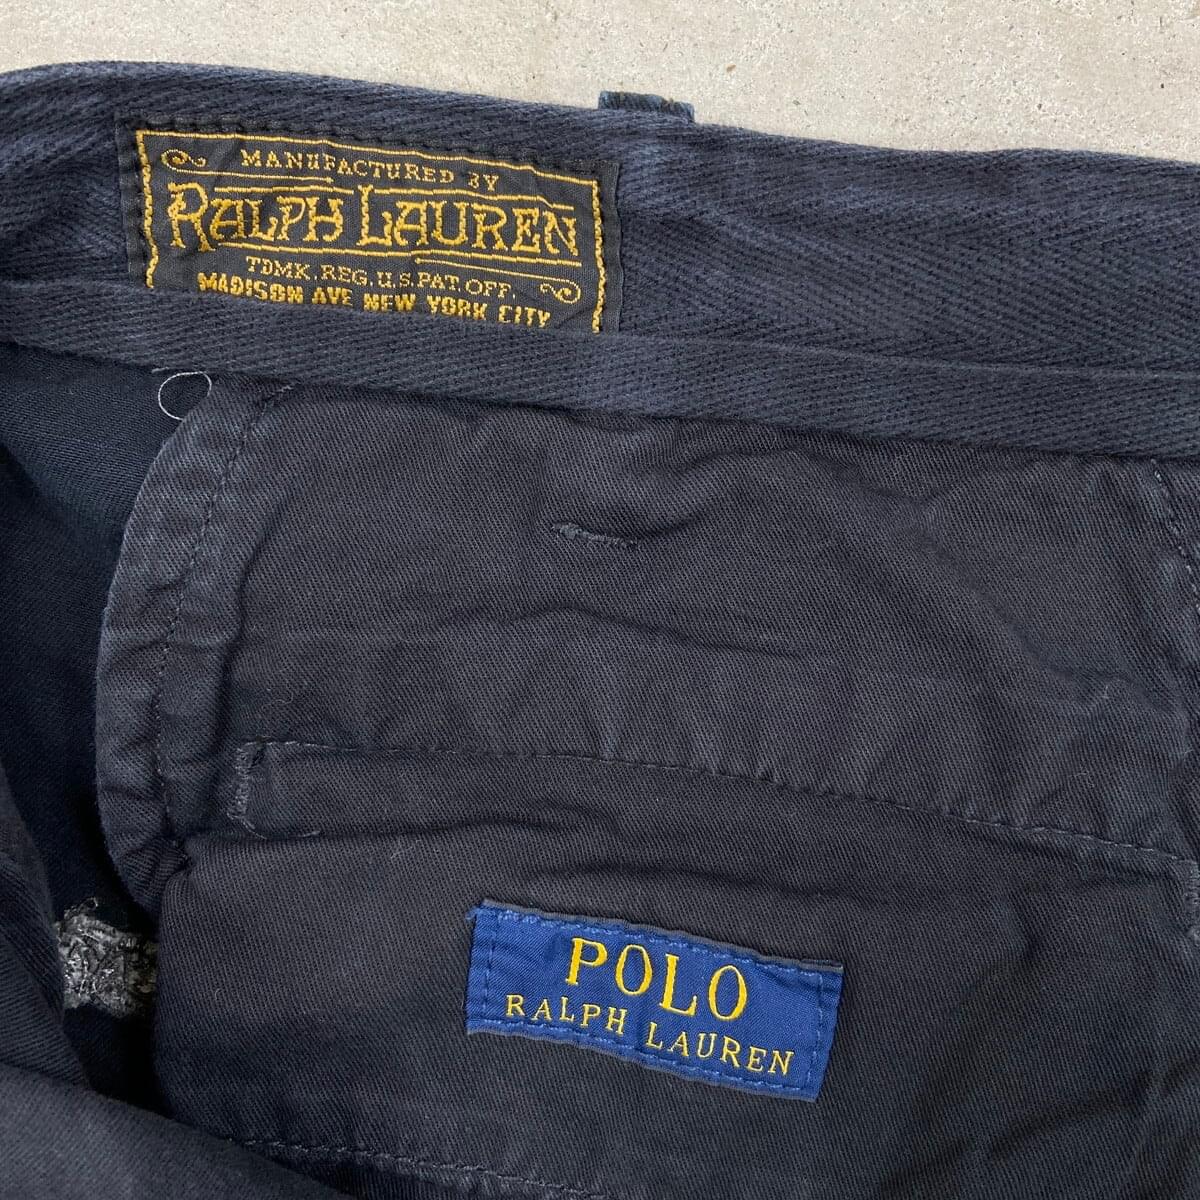 MANUFACTURED BY
RALPH LAUREN
TDMK.REG.U.S.PAT.OFF.
MADISON AVE NEW YORK CITY
POLO
RALPH LAUREN